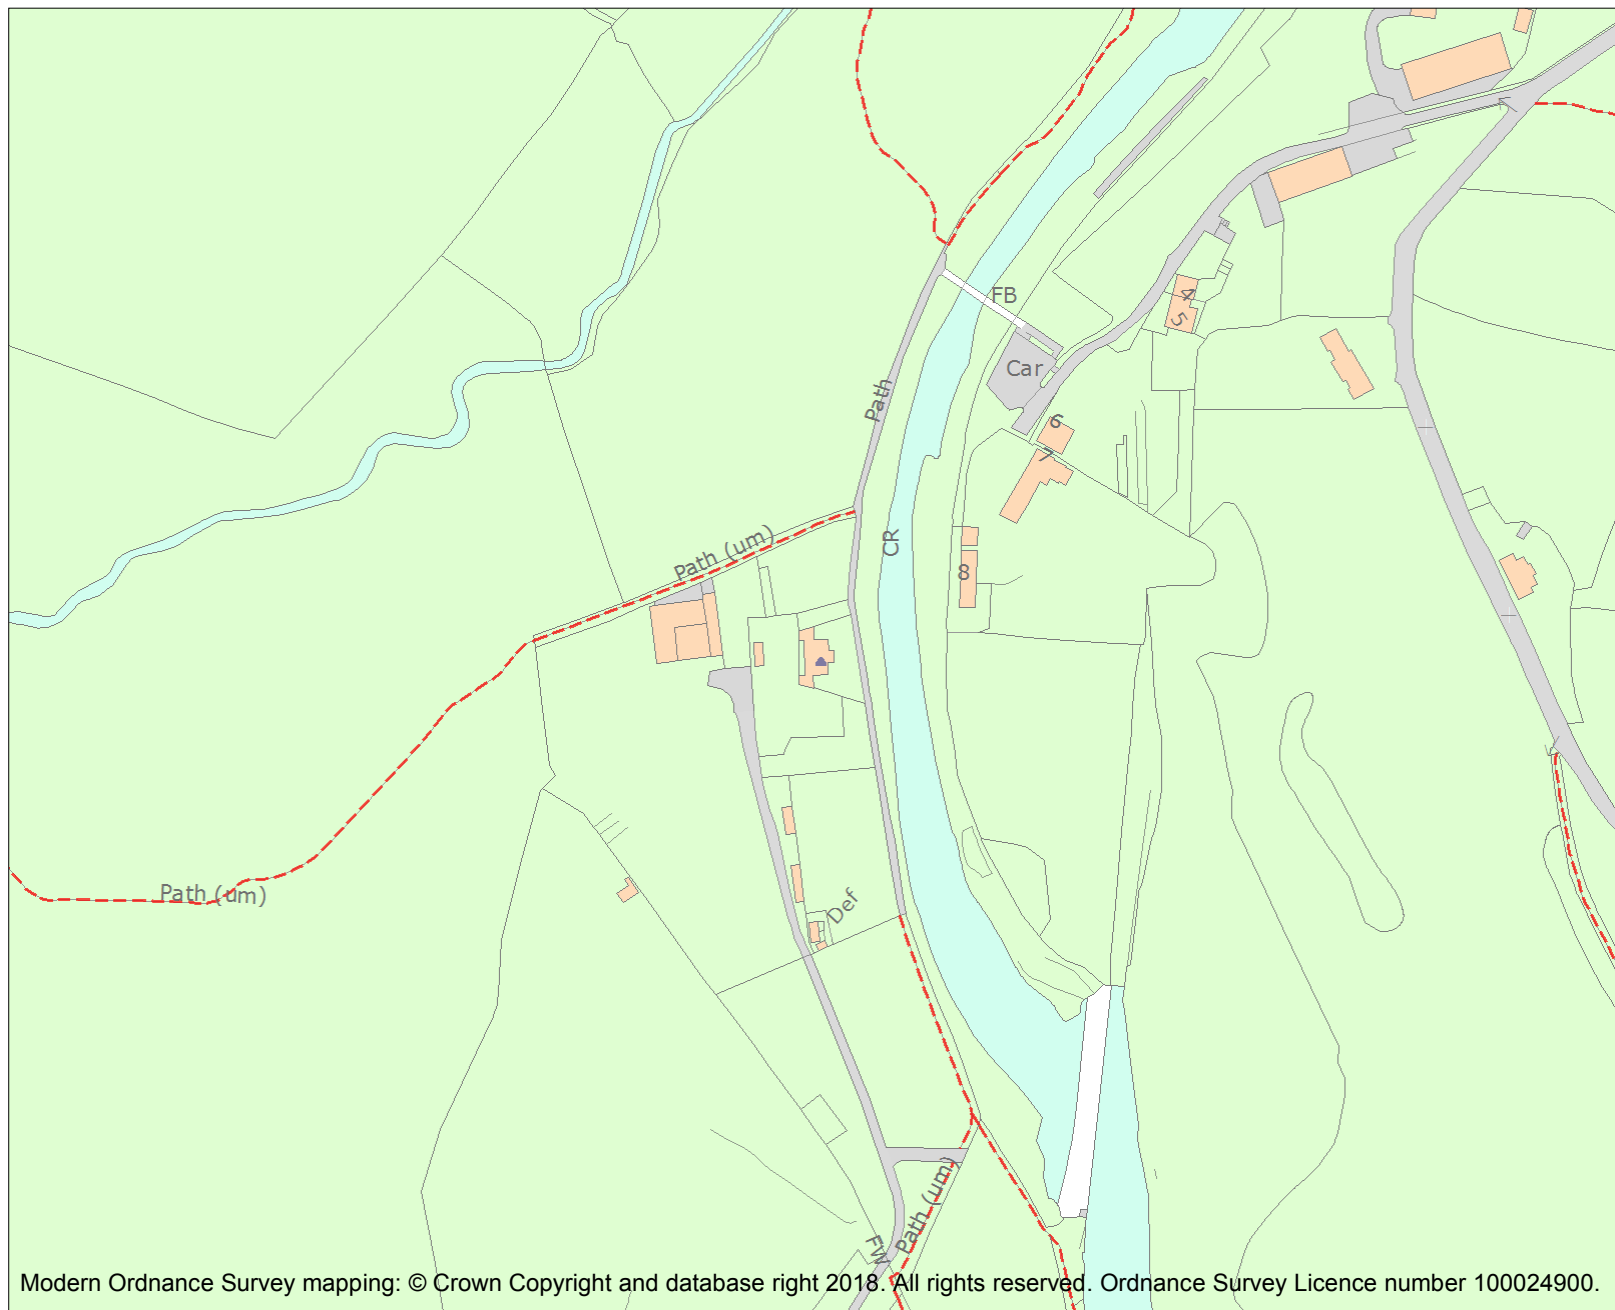 FB
4
5
Car
Path
6
7
CR
Path (um)
8
Path (um)
Def
Path (um)
FW
Modern Ordnance Survey mapping: © Crown Copyright and database right 2018. All rights reserved. Ordnance Survey Licence number 100024900.